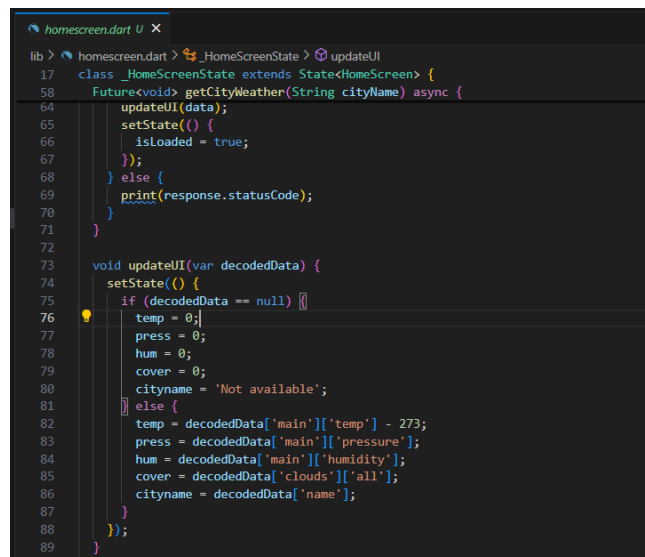 homescreen.dart U X
lib > homescreen.dart > _HomeScreenState > updateUI
17 class _HomeScreenState extends State<HomeScreen> {
58 Future<void> getCityWeather(String cityName) async {
64 updateUI(data);
65 setState(() {
66 isLoaded = true;
67 });
68 } else {
69 print(response.statusCode);
70 }
71 }
72
73 void updateUI(var decodedData) {
74 setState(() {
75 if (decodedData == null) {
76 temp = 0;
77 press = 0;
78 hum = 0;
79 cover = 0;
80 cityname = 'Not available';
81 } else {
82 temp = decodedData['main']['temp'] - 273;
83 press = decodedData['main']['pressure'];
84 hum = decodedData['main']['humidity'];
85 cover = decodedData['clouds']['all'];
86 cityname = decodedData['name'];
87 }
88 });
89 }